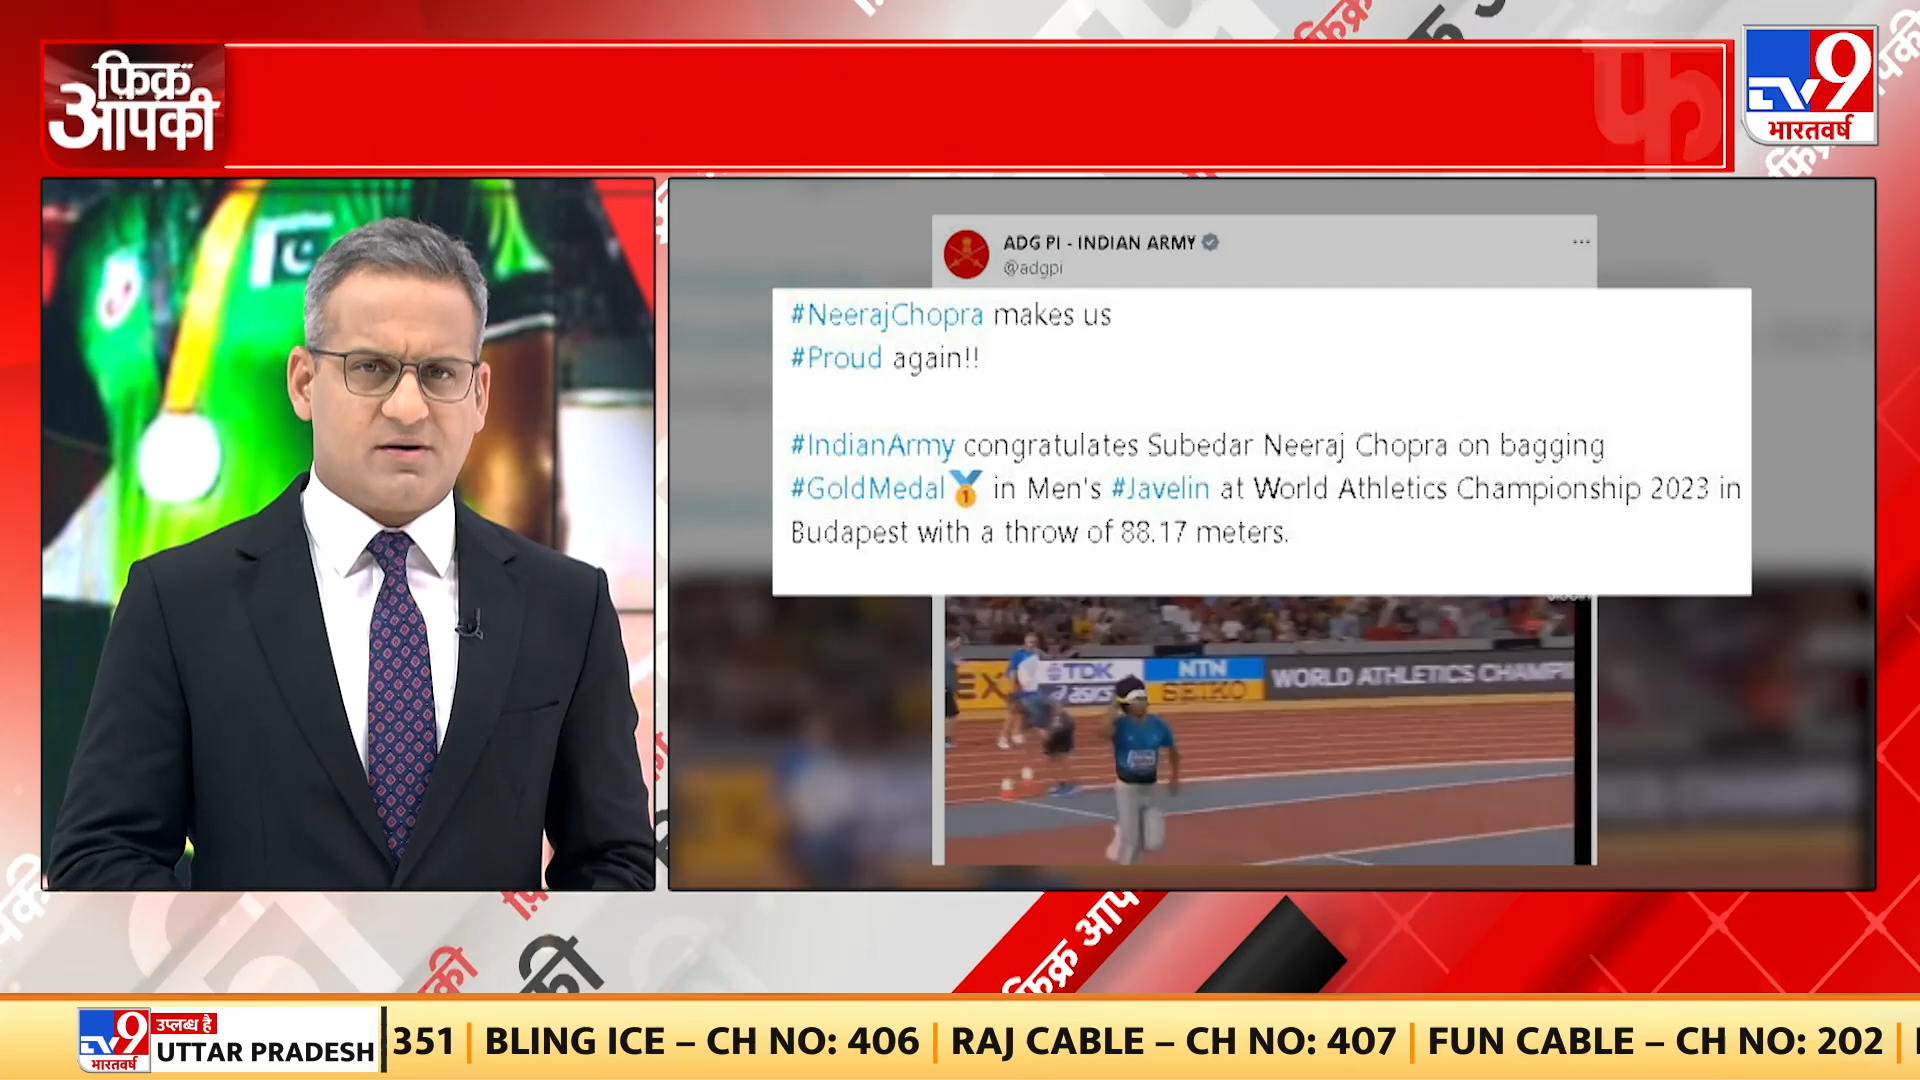 फ़िक्र
आपकी
TV9
भारतवर्ष
ADG PI - INDIAN ARMY
@adgpi
#NeerajChopra makes us
#Proud again!!
#IndianArmy congratulates Subedar Neeraj Chopra on bagging
#GoldMedal🥇 in Men's #Javelin at World Athletics Championship 2023 in
Budapest with a throw of 88.17 meters.
TDK
asics
NTN
SEIKO
WORLD ATHLETICS CHAMPI
फ़िक्र आप
TV9
भारतवर्ष
उपलब्ध है
UTTAR PRADESH
351 | BLING ICE – CH NO: 406 | RAJ CABLE – CH NO: 407 | FUN CABLE – CH NO: 202 |